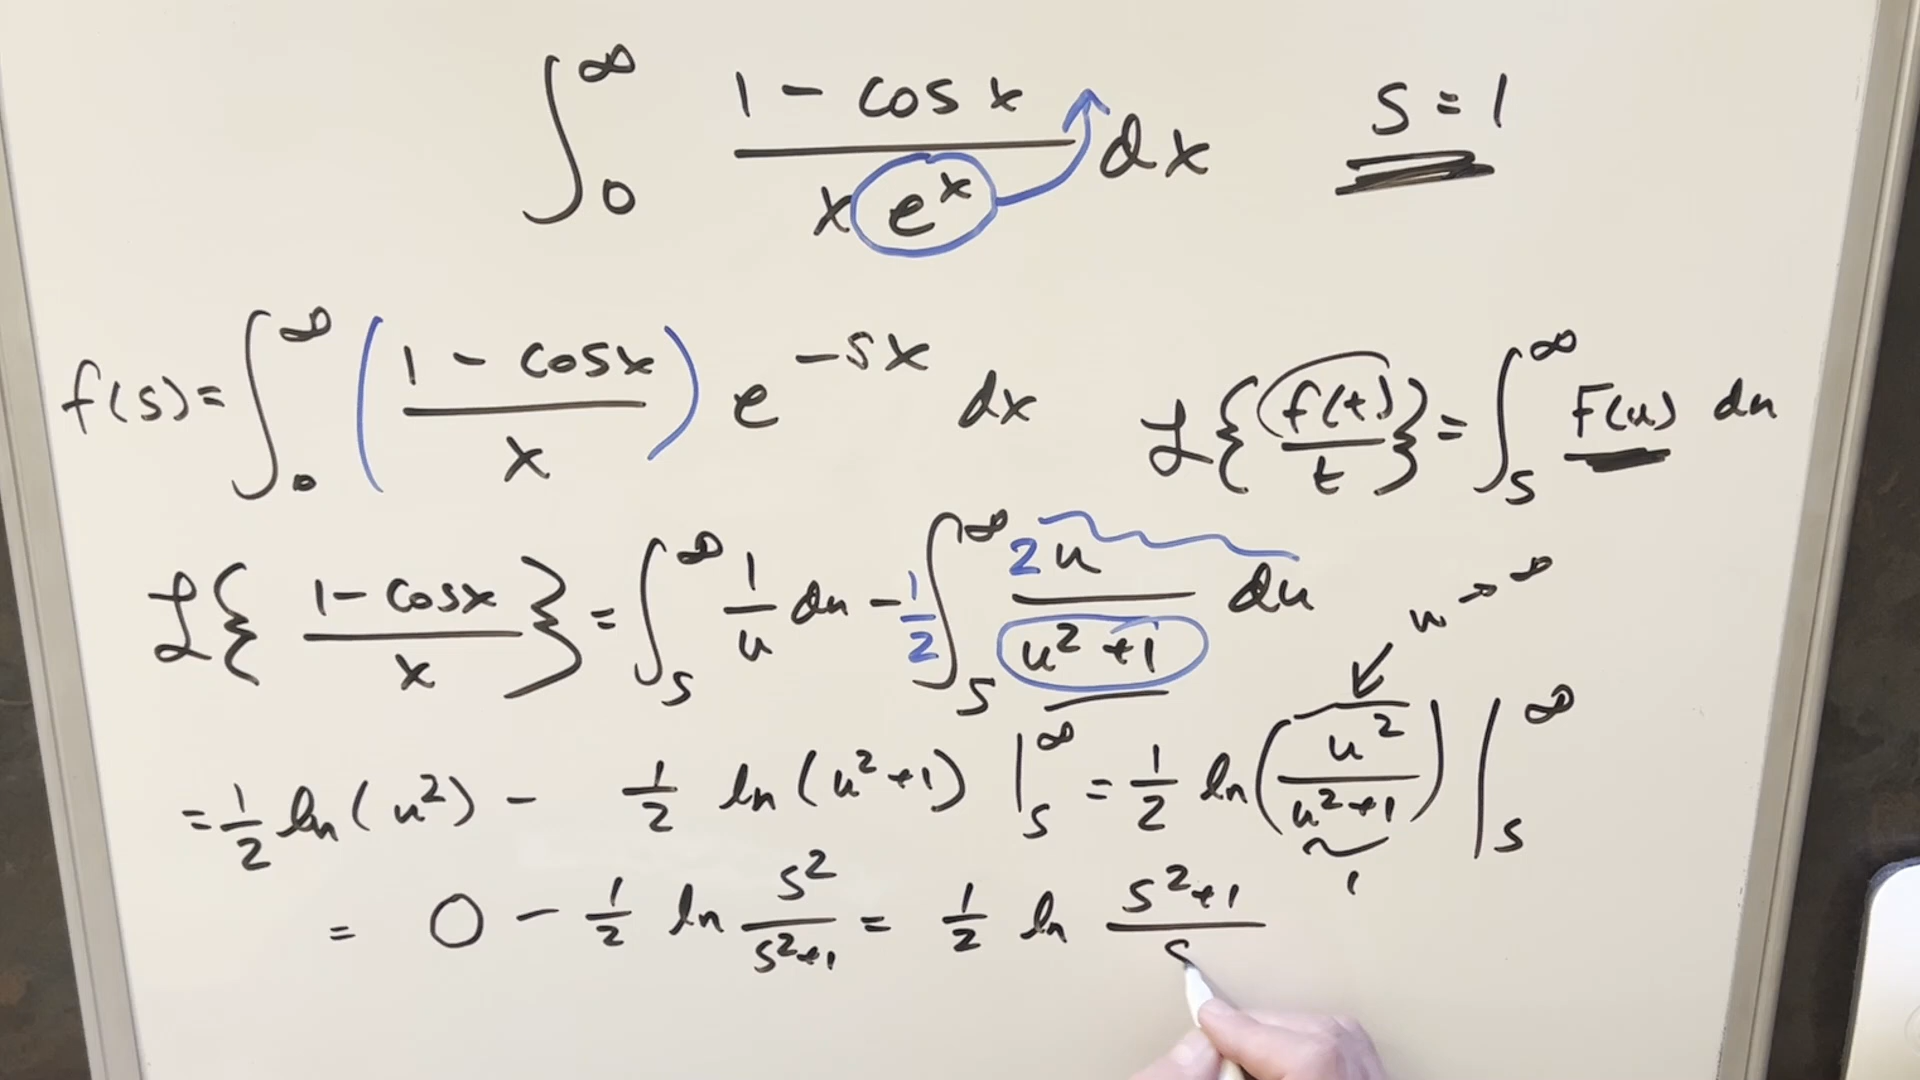 ∫₀^∞ (1 - cos x)/(x eˣ) dx   s = 1
f(s) = ∫₀^∞ ((1 - cosx)/x) e^(-sx) dx   ℒ{f(t)/t} = ∫ₛ^∞ F(u) du
ℒ{(1 - cosx)/x} = ∫ₛ^∞ 1/u du - 1/2 ∫ₛ^∞ 2u/(u² + 1) du   u → ∞
= 1/2 ln(u²) - 1/2 ln(u² + 1) |ₛ^∞ = 1/2 ln(u²/(u² + 1)) |ₛ^∞   1
= 0 - 1/2 ln s²/(s² + 1) = 1/2 ln (s² + 1)/s